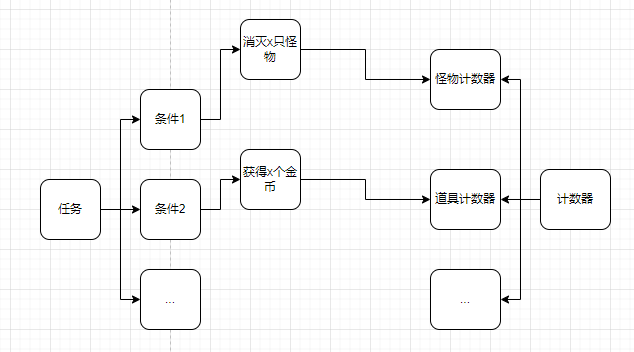 消灭x只怪
物
怪物计数器
条件1
获得x个金
币
任务
条件2
道具计数器
计数器
...
...